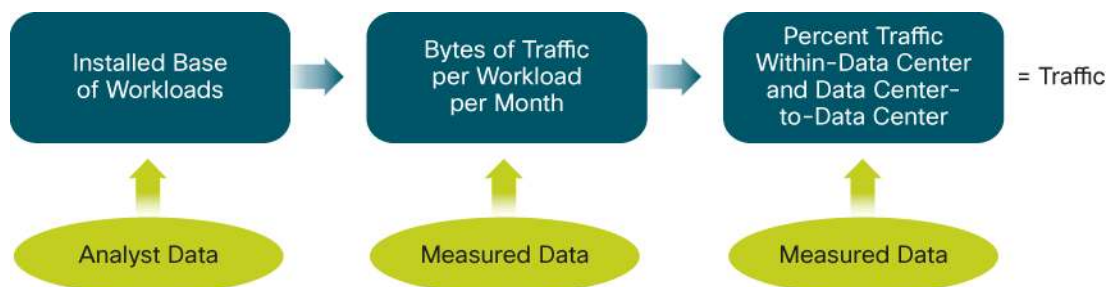 Installed Base
of Workloads
Bytes of Traffic
per Workload
per Month
Percent Traffic
Within-Data Center
and Data Center-
to-Data Center
= Traffic
Analyst Data
Measured Data
Measured Data